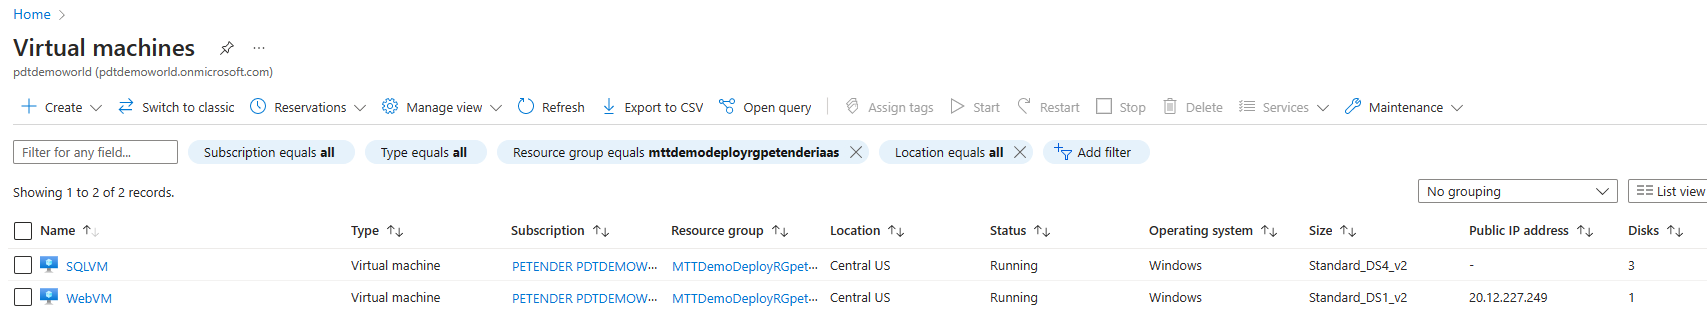 Home
Virtual machines ...
pdtdemoworld (pdtdemoworld.onmicrosoft.com)
Create Switch to classic Reservations Manage view Refresh Export to CSV Open query Assign tags Start Restart Stop Delete Services Maintenance
Filter for any field... Subscription equals all Type equals all Resource group equals mttdemodeployrgpetenderiaas Location equals all Add filter
Showing 1 to 2 of 2 records. No grouping List view
Name Type Subscription Resource group Location Status Operating system Size Public IP address Disks
SQLVM Virtual machine PETENDER PDTDEMOW... MTTDemoDeployRGpet... Central US Running Windows Standard_DS4_v2 - 3
WebVM Virtual machine PETENDER PDTDEMOW... MTTDemoDeployRGpet... Central US Running Windows Standard_DS1_v2 20.12.227.249 1